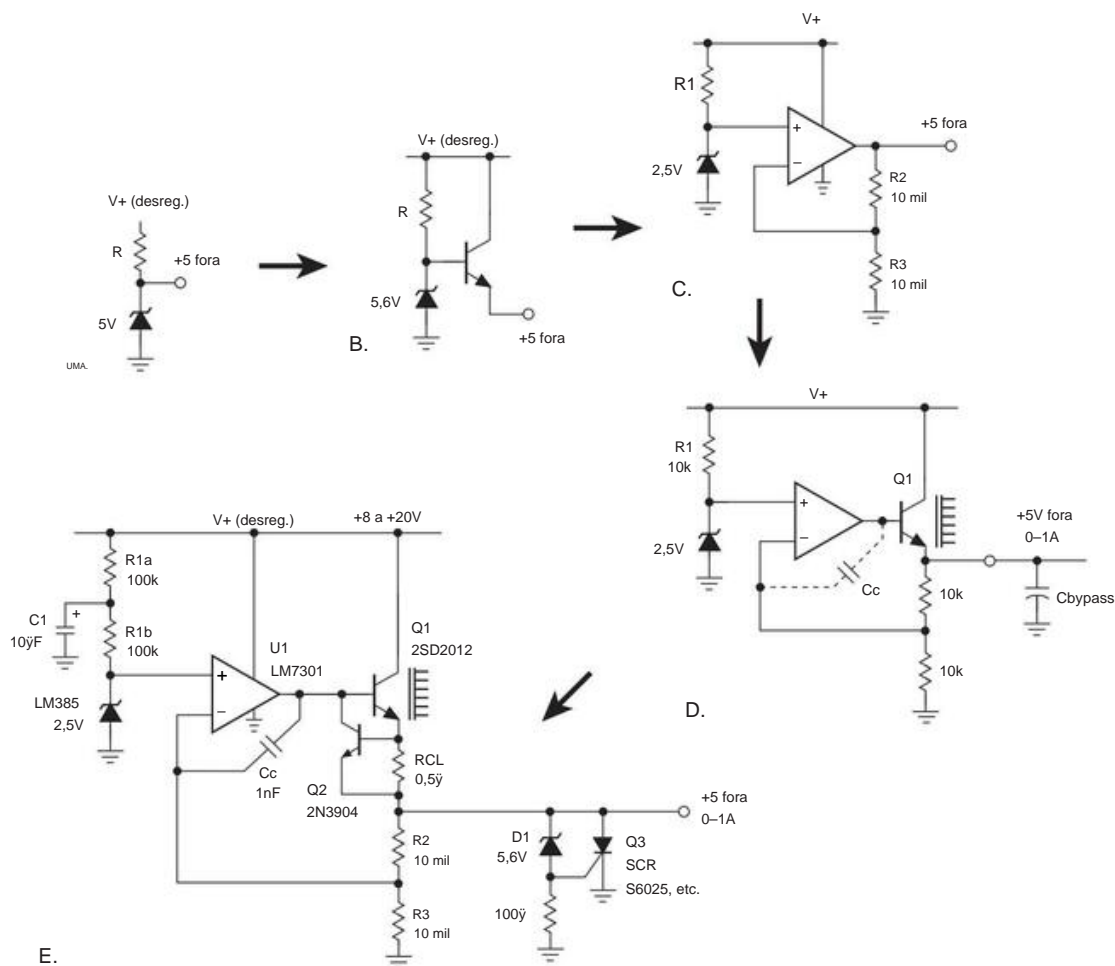 V+ (desreg.)
R
+5 fora
5V
UMA.
V+ (desreg.)
R
5,6V
+5 fora
B.
V+
R1
+
−
2,5V
+5 fora
R2
10 mil
R3
10 mil
C.
V+
R1
10k
+
−
2,5V
Q1
Cc
+5V fora
0–1A
10k
Cbypass
10k
D.
V+ (desreg.)
+8 a +20V
R1a
100k
C1
+
10ÿF
R1b
100k
LM385
2,5V
U1
LM7301
+
−
Q1
2SD2012
Cc
1nF
Q2
2N3904
RCL
0,5ÿ
R2
10 mil
R3
10 mil
D1
5,6V
100ÿ
Q3
SCR
S6025, etc.
+5 fora
0–1A
E.